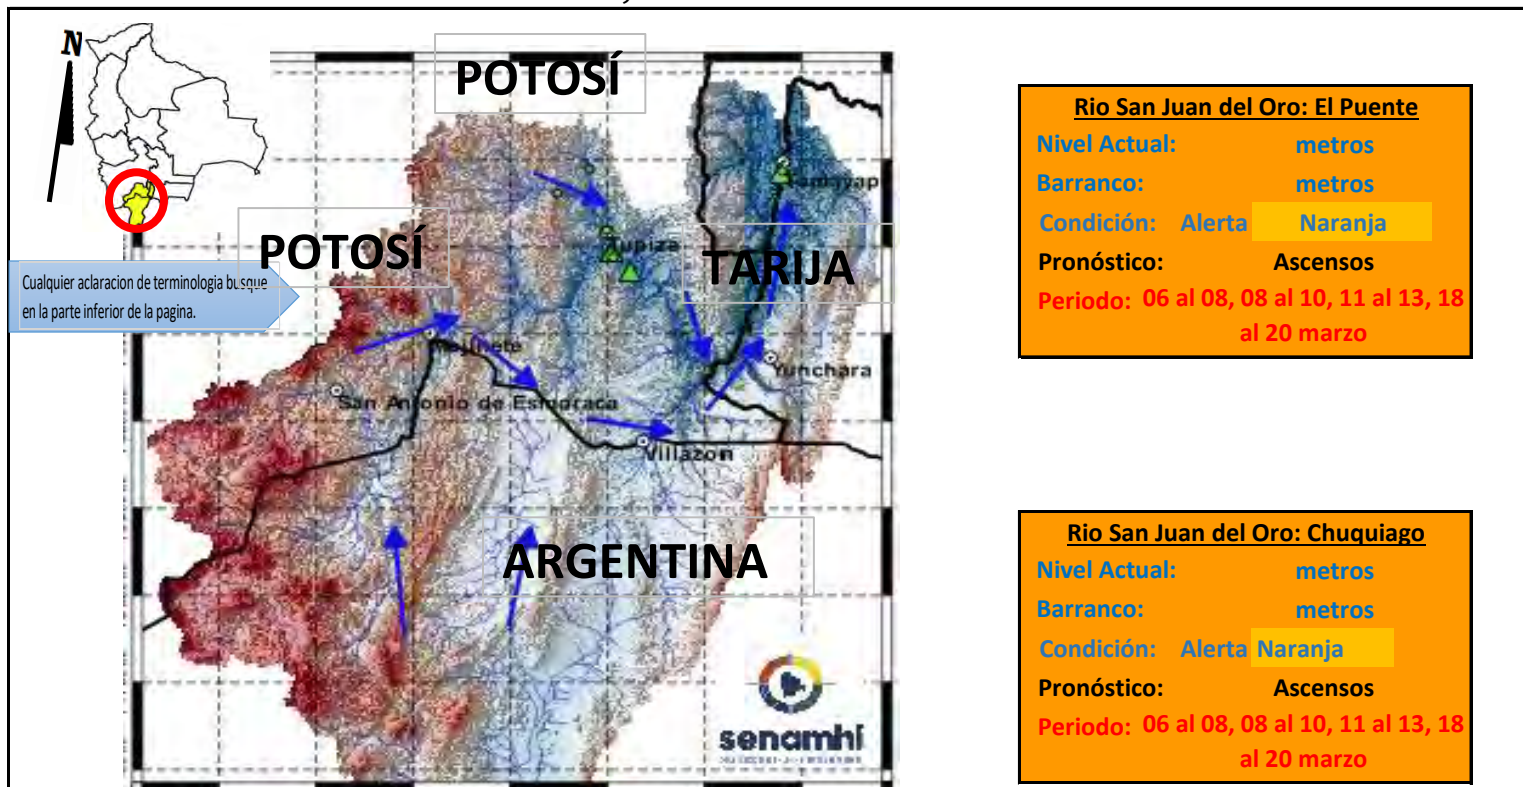 N
POTOSÍ
POTOSÍ
TARIJA
ARGENTINA
Cualquier aclaracion de terminologia busque
en la parte inferior de la pagina.
Tupiza
Yunchara
San Antonio de Esmoraca
Villazon
senamhi
Rio San Juan del Oro: El Puente
Nivel Actual: metros
Barranco: metros
Condición: Alerta Naranja
Pronóstico: Ascensos
Periodo: 06 al 08, 08 al 10, 11 al 13, 18
al 20 marzo
Rio San Juan del Oro: Chuquiago
Nivel Actual: metros
Barranco: metros
Condición: Alerta Naranja
Pronóstico: Ascensos
Periodo: 06 al 08, 08 al 10, 11 al 13, 18
al 20 marzo